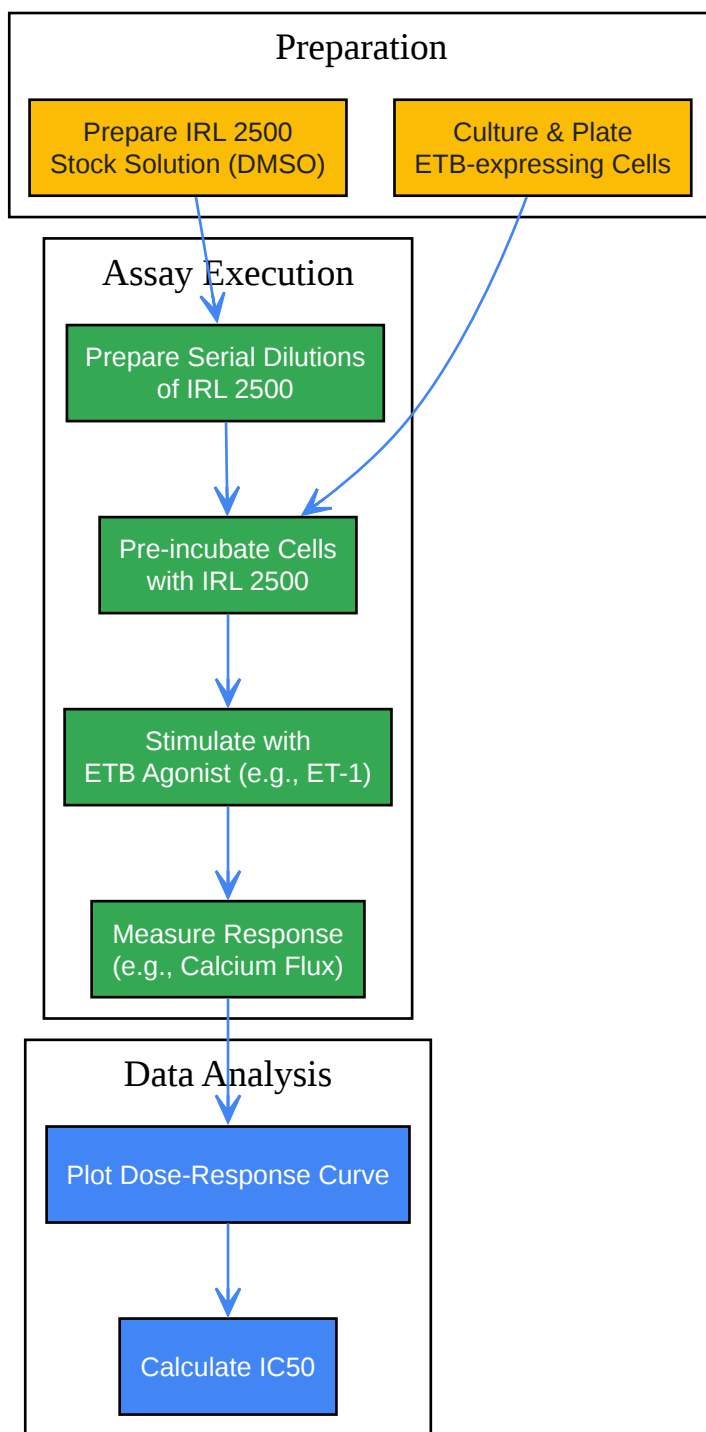 Preparation
Prepare IRL 2500
Stock Solution (DMSO)
Culture & Plate
ETB-expressing Cells
Assay Execution
Prepare Serial Dilutions
of IRL 2500
Pre-incubate Cells
with IRL 2500
Stimulate with
ETB Agonist (e.g., ET-1)
Measure Response
(e.g., Calcium Flux)
Data Analysis
Plot Dose-Response Curve
Calculate IC50